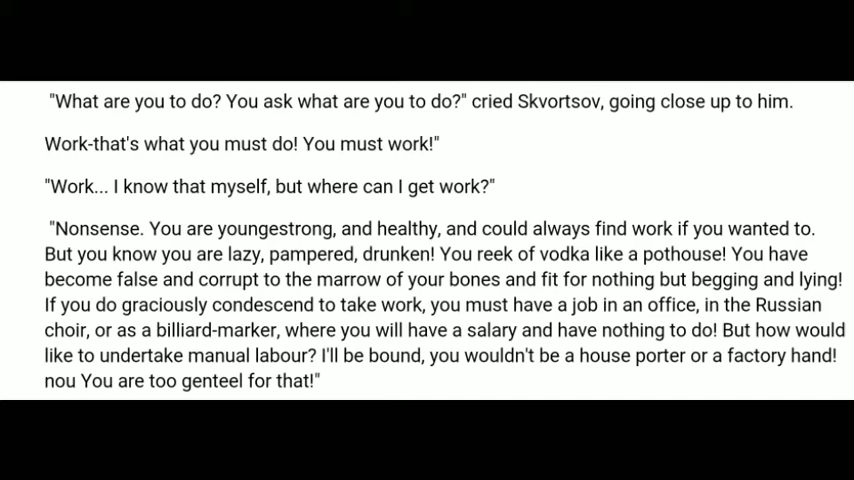 "What are you to do? You ask what are you to do?" cried Skvortsov, going close up to him.
Work-that's what you must do! You must work!"
"Work... I know that myself, but where can I get work?"
"Nonsense. You are youngestrong, and healthy, and could always find work if you wanted to.
But you know you are lazy, pampered, drunken! You reek of vodka like a pothouse! You have
become false and corrupt to the marrow of your bones and fit for nothing but begging and lying!
If you do graciously condescend to take work, you must have a job in an office, in the Russian
choir, or as a billiard-marker, where you will have a salary and have nothing to do! But how would
like to undertake manual labour? I'll be bound, you wouldn't be a house porter or a factory hand!
nou You are too genteel for that!"